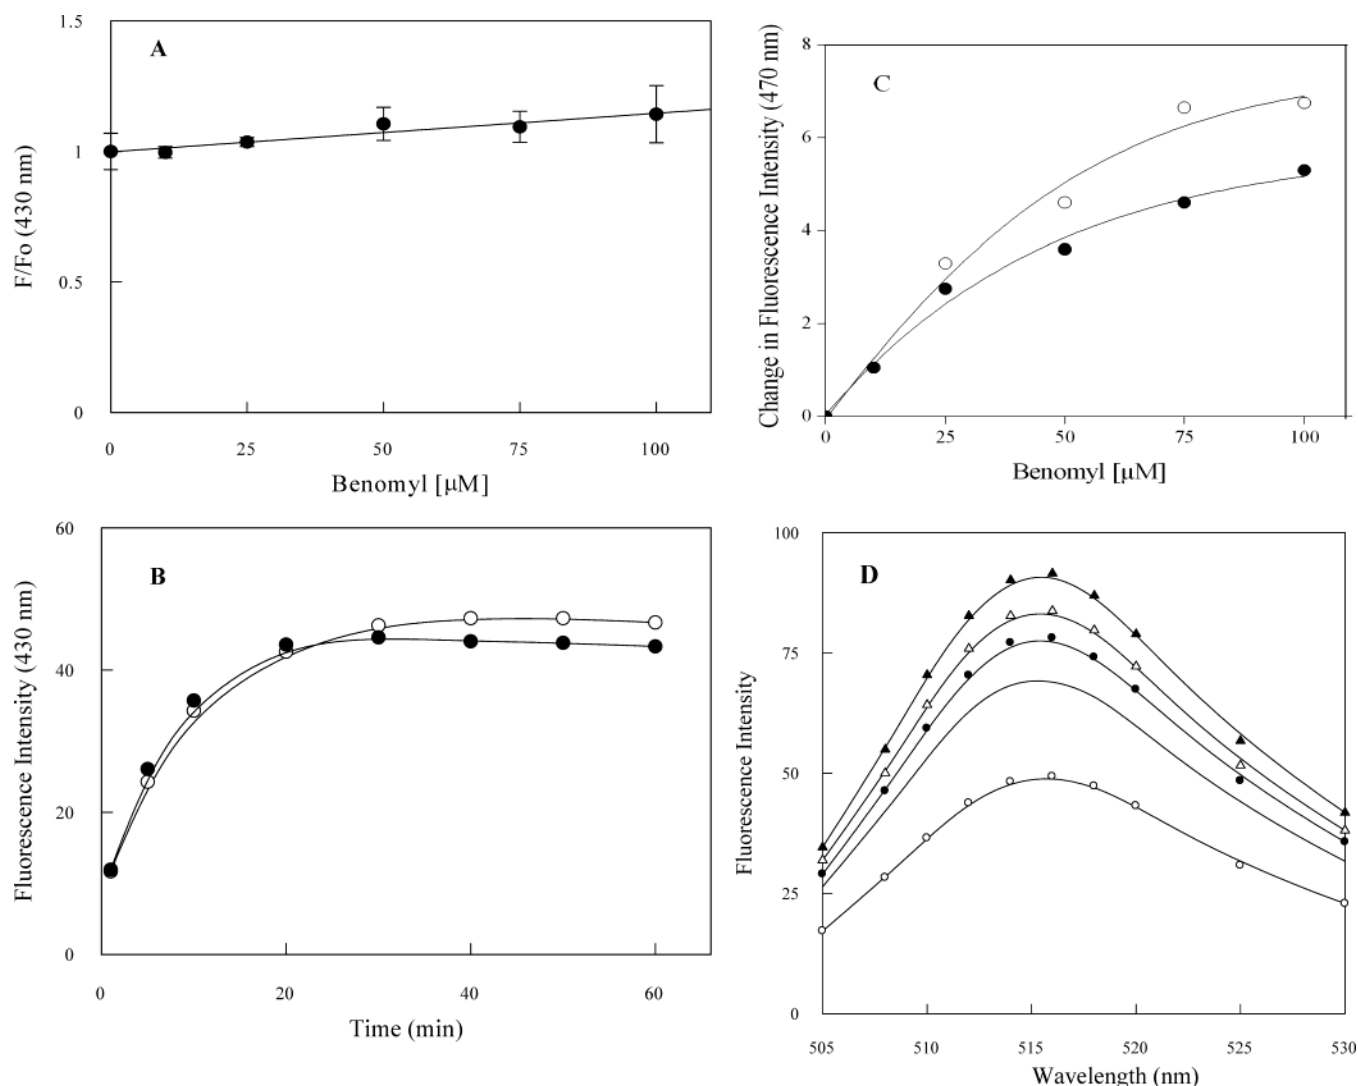 A
1.5
1
0.5
0
F/Fo (430 nm)
0 25 50 75 100
Benomyl [μM]
C
8
6
4
2
0
Change in Fluorescence Intensity (470 nm)
0 25 50 75 100
Benomyl [μM]
B
60
40
20
0
Fluorescence Intensity (430 nm)
0 20 40 60
Time (min)
D
100
75
50
25
0
Fluorescence Intensity
505 510 515 520 525 530
Wavelength (nm)